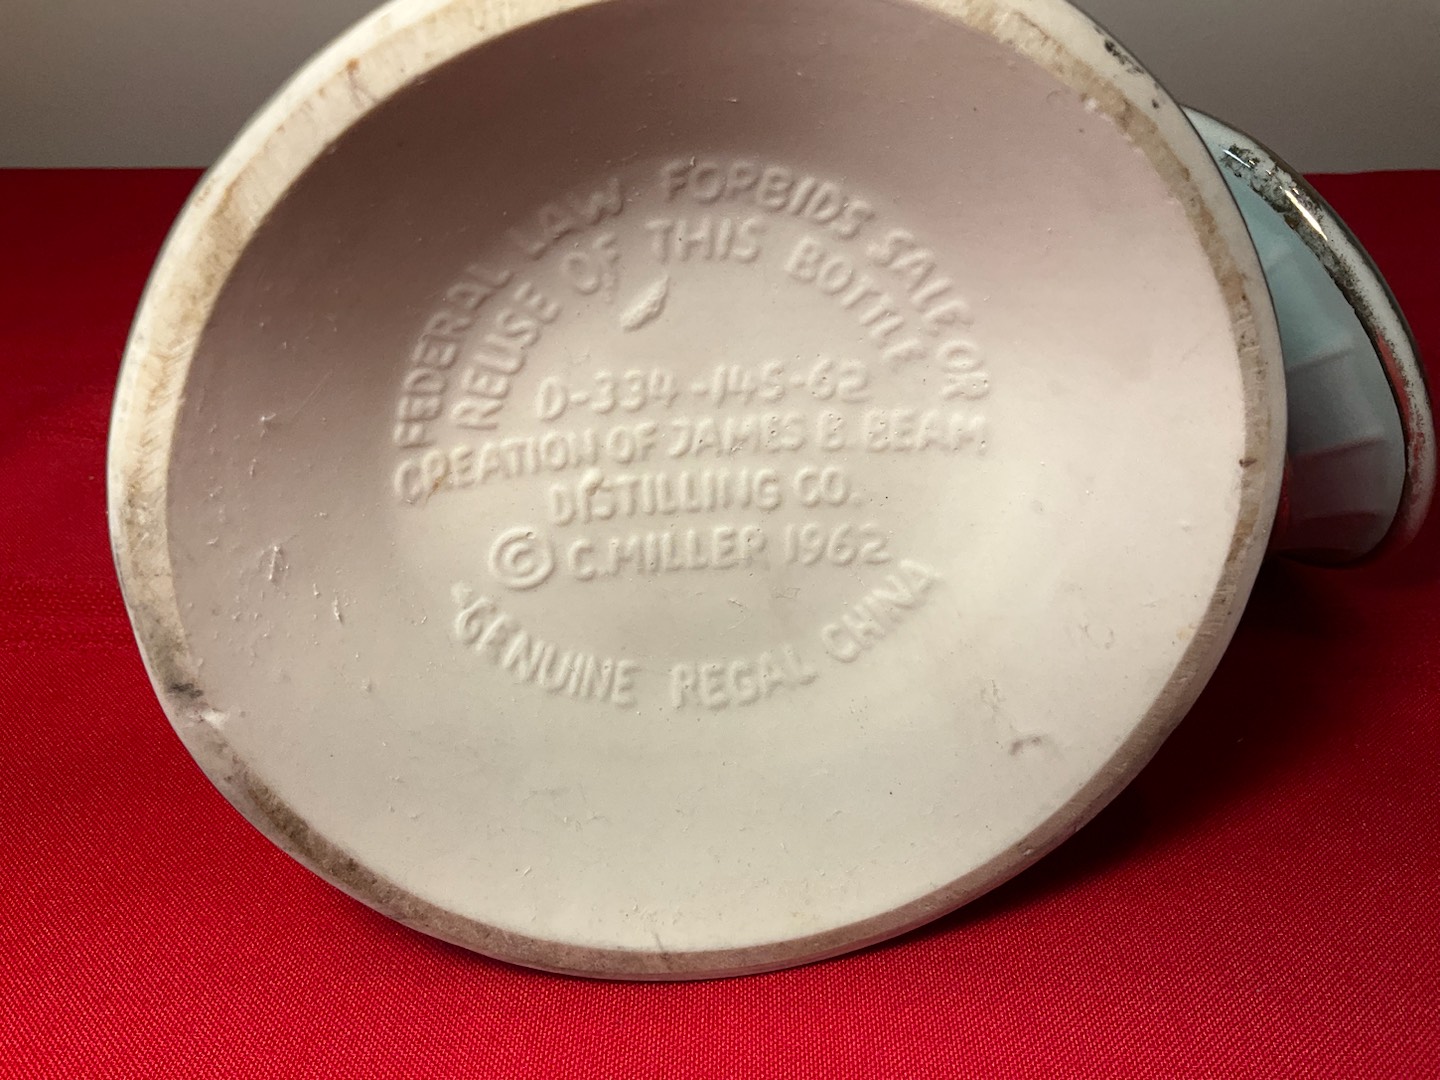 FEDERAL LAW FORBIDS SALE OR
REUSE OF THIS BOTTLE
D-334-145-62
CREATION OF JAMES B. BEAM
DISTILLING CO.
© C. MILLER 1962
GENUINE REGAL CHINA